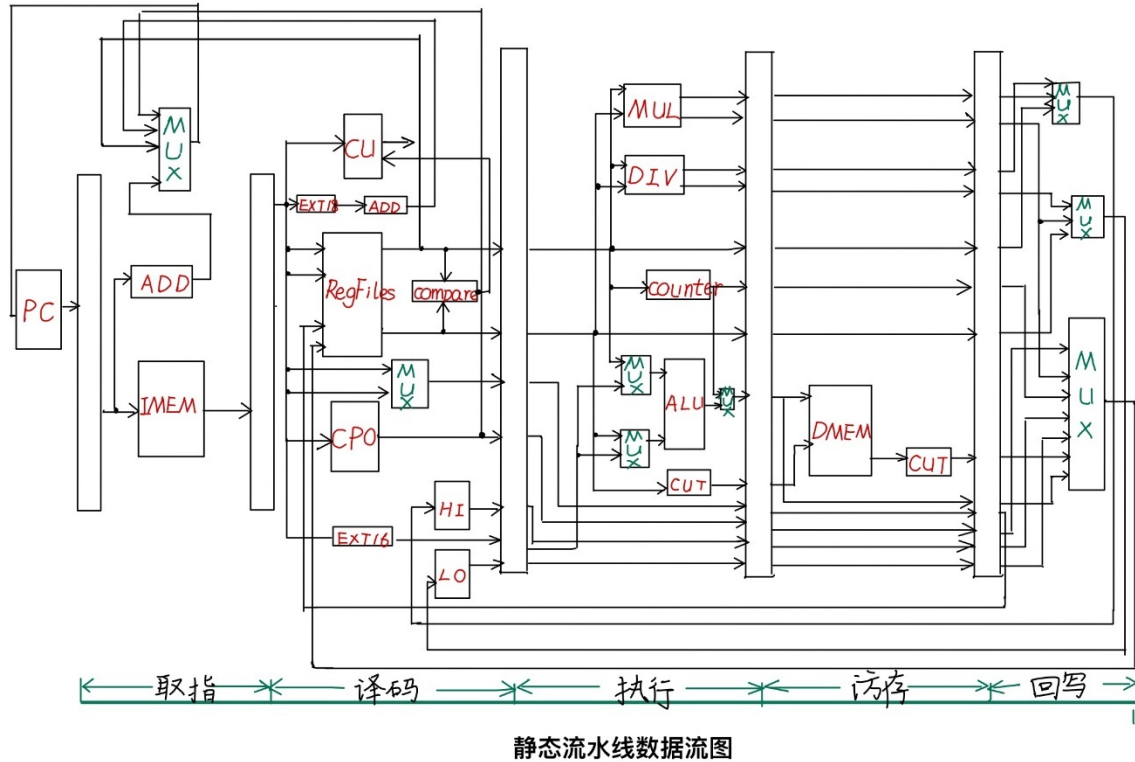 MUX
CU
EXT18
ADD
MUL
DIV
MUX
MUX
PC
ADD
RegFiles
compare
counter
IMEM
MUX
CPO
MUX
ALU
MUX
MUX
DMEM
CUT
MUX
HI
CUT
EXT16
LO
取指
译码
执行
访存
回写
静态流水线数据流图